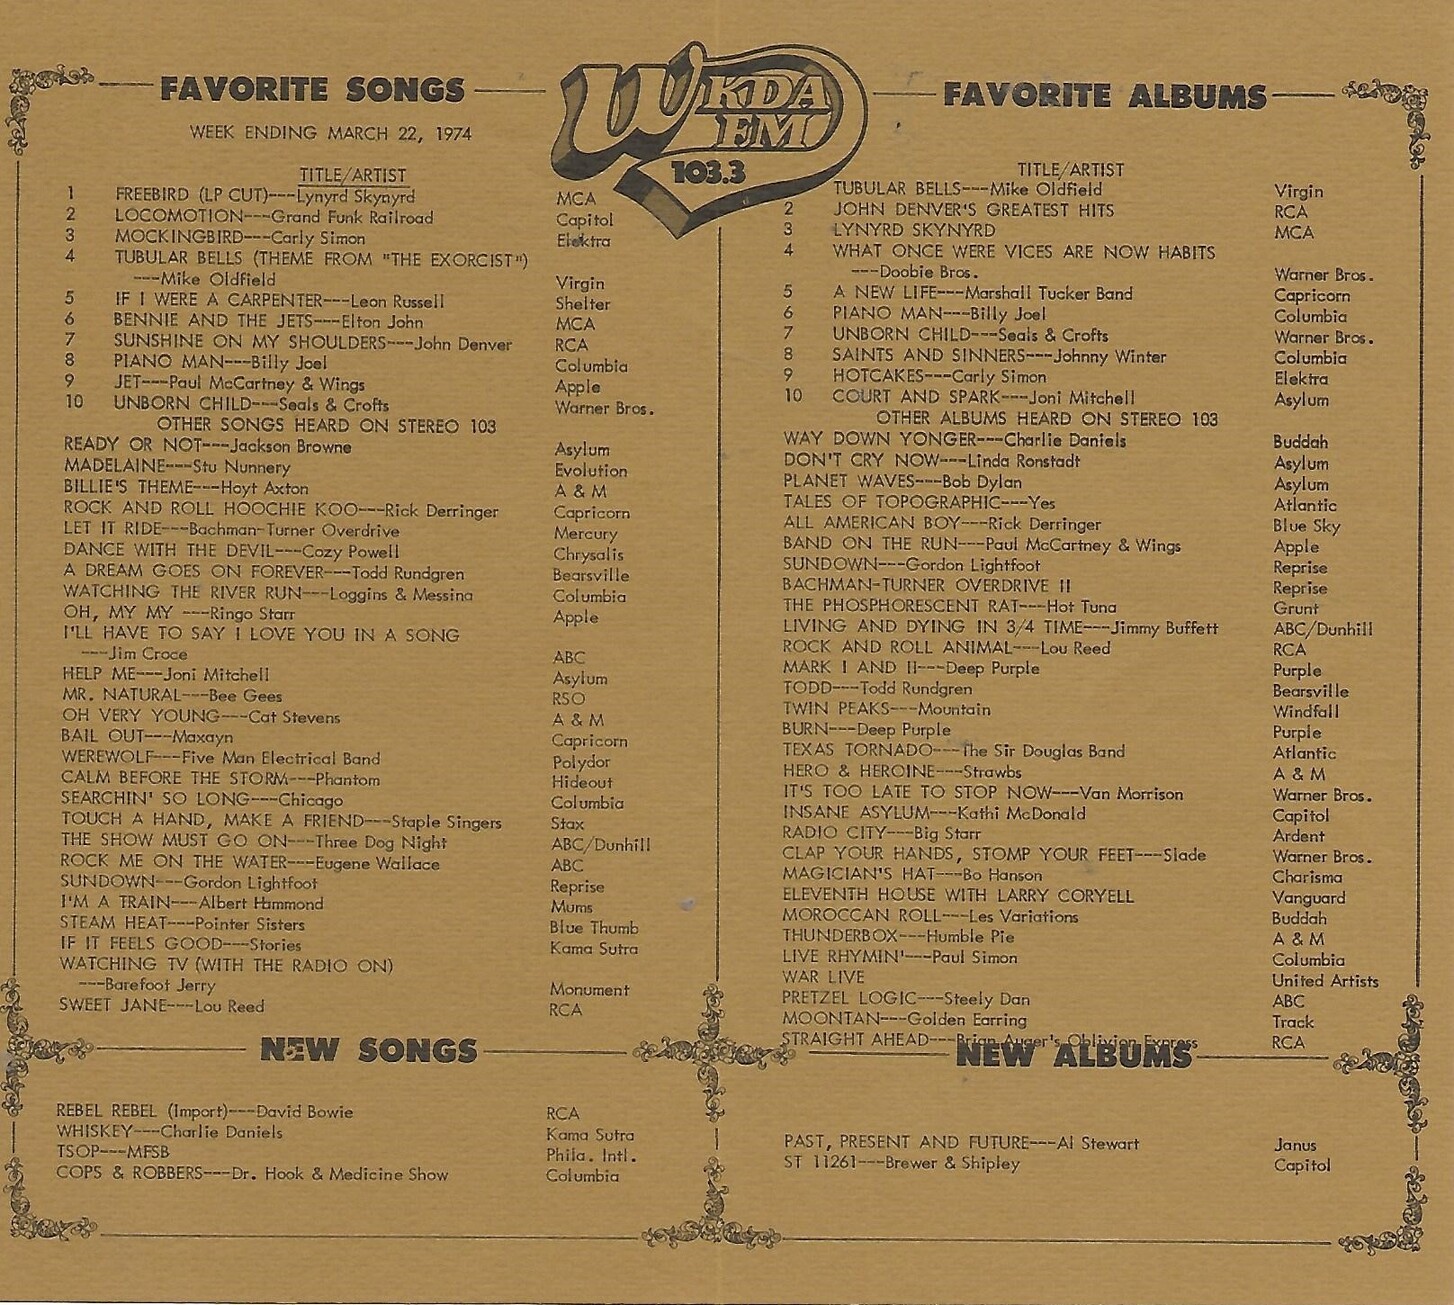 FAVORITE SONGS
WEEK ENDING MARCH 22, 1974
TITLE/ARTIST
1 FREEBIRD (LP CUT)---Lynyrd Skynyrd MCA
2 LOCOMOTION---Grand Funk Railroad Capitol
3 MOCKINGBIRD---Carly Simon Elektra
4 TUBULAR BELLS (THEME FROM "THE EXORCIST")
---Mike Oldfield Virgin
5 IF I WERE A CARPENTER---Leon Russell Shelter
6 BENNIE AND THE JETS---Elton John MCA
7 SUNSHINE ON MY SHOULDERS---John Denver RCA
8 PIANO MAN---Billy Joel Columbia
9 JET---Paul McCartney & Wings Apple
10 UNBORN CHILD---Seals & Crofts Warner Bros.
OTHER SONGS HEARD ON STEREO 103
READY OR NOT---Jackson Browne Asylum
MADELAINE---Stu Nunnery Evolution
BILLIE'S THEME---Hoyt Axton A & M
ROCK AND ROLL HOOCHIE KOO---Rick Derringer Capricorn
LET IT RIDE---Bachman-Turner Overdrive Mercury
DANCE WITH THE DEVIL---Cozy Powell Chrysalis
A DREAM GOES ON FOREVER---Todd Rundgren Bearsville
WATCHING THE RIVER RUN---Loggins & Messina Columbia
OH, MY MY ---Ringo Starr Apple
I'LL HAVE TO SAY I LOVE YOU IN A SONG
---Jim Croce ABC
HELP ME---Joni Mitchell Asylum
MR. NATURAL---Bee Gees RSO
OH VERY YOUNG---Cat Stevens A & M
BAIL OUT---Maxayn Capricorn
WEREWOLF---Five Man Electrical Band Polydor
CALM BEFORE THE STORM---Phantom Hideout
SEARCHIN' SO LONG---Chicago Columbia
TOUCH A HAND, MAKE A FRIEND---Staple Singers Stax
THE SHOW MUST GO ON---Three Dog Night ABC/Dunhill
ROCK ME ON THE WATER---Eugene Wallace ABC
SUNDOWN---Gordon Lightfoot Reprise
I'M A TRAIN---Albert Hammond Mums
STEAM HEAT---Pointer Sisters Blue Thumb
IF IT FEELS GOOD---Stories Kama Sutra
WATCHING TV (WITH THE RADIO ON)
---Barefoot Jerry Monument
SWEET JANE---Lou Reed RCA
NEW SONGS
REBEL REBEL (Import)---David Bowie RCA
WHISKEY---Charlie Daniels Kama Sutra
TSOP---MFSB Phila. Intl.
COPS & ROBBERS---Dr. Hook & Medicine Show Columbia
WKDA
FM
103.3
FAVORITE ALBUMS
TITLE/ARTIST
TUBULAR BELLS---Mike Oldfield Virgin
2 JOHN DENVER'S GREATEST HITS RCA
3 LYNYRD SKYNYRD MCA
4 WHAT ONCE WERE VICES ARE NOW HABITS
---Doobie Bros. Warner Bros.
5 A NEW LIFE---Marshall Tucker Band Capricorn
6 PIANO MAN---Billy Joel Columbia
7 UNBORN CHILD---Seals & Crofts Warner Bros.
8 SAINTS AND SINNERS---Johnny Winter Columbia
9 HOTCAKES---Carly Simon Elektra
10 COURT AND SPARK---Joni Mitchell Asylum
OTHER ALBUMS HEARD ON STEREO 103
WAY DOWN YONGER---Charlie Daniels Buddah
DON'T CRY NOW---Linda Ronstadt Asylum
PLANET WAVES---Bob Dylan Asylum
TALES OF TOPOGRAPHIC---Yes Atlantic
ALL AMERICAN BOY---Rick Derringer Blue Sky
BAND ON THE RUN---Paul McCartney & Wings Apple
SUNDOWN---Gordon Lightfoot Reprise
BACHMAN-TURNER OVERDRIVE II Reprise
THE PHOSPHORESCENT RAT---Hot Tuna Grunt
LIVING AND DYING IN 3/4 TIME---Jimmy Buffett ABC/Dunhill
ROCK AND ROLL ANIMAL---Lou Reed RCA
MARK I AND II---Deep Purple Purple
TODD---Todd Rundgren Bearsville
TWIN PEAKS---Mountain Windfall
BURN---Deep Purple Purple
TEXAS TORNADO---The Sir Douglas Band Atlantic
HERO & HEROINE---Strawbs A & M
IT'S TOO LATE TO STOP NOW---Van Morrison Warner Bros.
INSANE ASYLUM---Kathi McDonald Capitol
RADIO CITY---Big Starr Ardent
CLAP YOUR HANDS, STOMP YOUR FEET---Slade Warner Bros.
MAGICIAN'S HAT---Bo Hanson Charisma
ELEVENTH HOUSE WITH LARRY CORYELL Vanguard
MOROCCAN ROLL---Les Variations Buddah
THUNDERBOX---Humble Pie A & M
LIVE RHYMIN'---Paul Simon Columbia
WAR LIVE United Artists
PRETZEL LOGIC---Steely Dan ABC
MOONTAN---Golden Earring Track
STRAIGHT AHEAD---Brian Auger's Oblivion Express RCA
NEW ALBUMS
PAST, PRESENT AND FUTURE---Al Stewart Janus
ST 11261---Brewer & Shipley Capitol